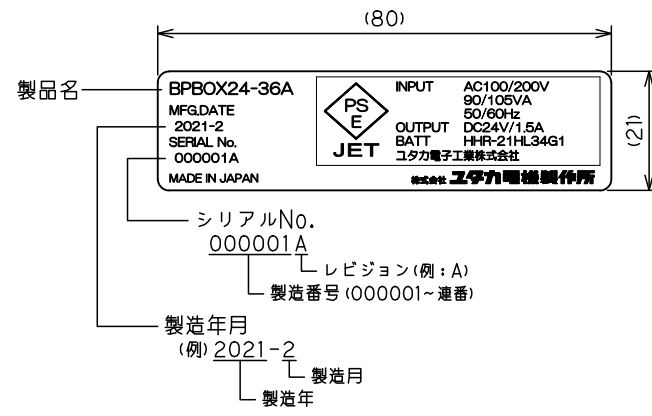 (80)
製品名
BPBOX24-36A
MFG.DATE
2021-2
SERIAL No.
000001A
MADE IN JAPAN
PS
E
JET
INPUT AC100/200V
90/105VA
50/60Hz
OUTPUT DC24V/1.5A
BATT HHR-21HL34G1
ユタカ電子工業株式会社
株式会社 ユタカ電機製作所
(21)
シリアルNo.
000001A
レビジョン(例:A)
製造番号(000001~連番)
製造年月
(例)2021-2
製造月
製造年